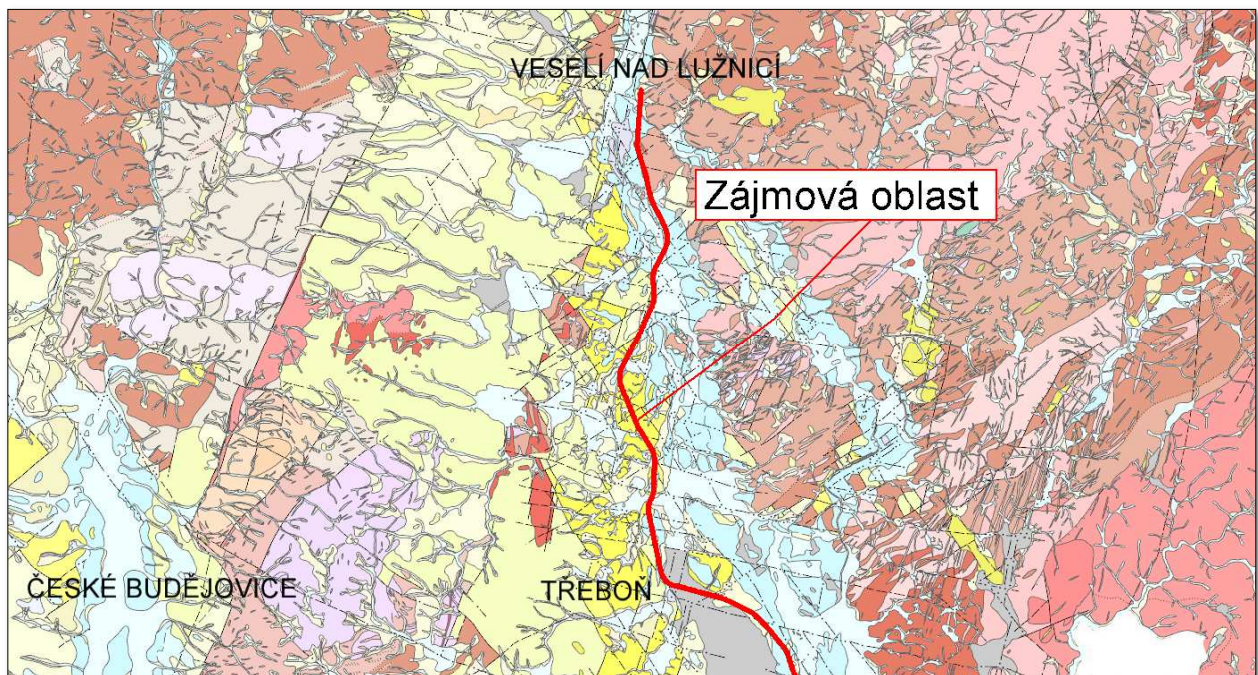 VESELÍ NAD LUŽNICÍ
Zájmová oblast
ČESKÉ BUDĚJOVICE
TŘEBOŇ